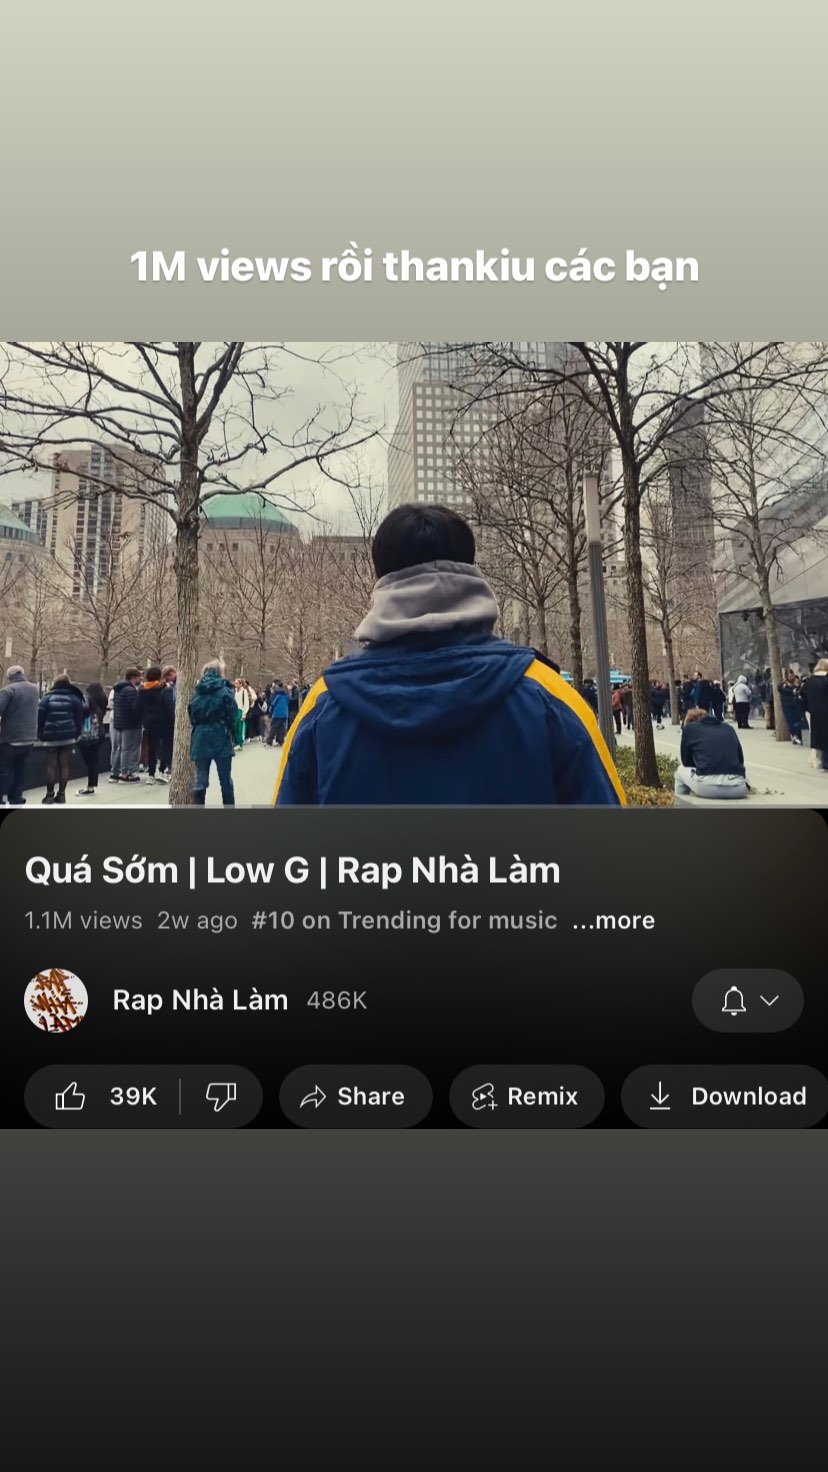 1M views rồi thankiu các bạn
Quá Sớm | Low G | Rap Nhà Làm
1.1M views 2w ago #10 on Trending for music ...more
RAP NHÀ LÀM
Rap Nhà Làm 486K
39K Share Remix Download